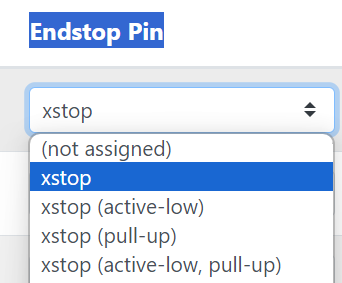 Endstop Pin
xstop
(not assigned)
xstop
xstop (active-low)
xstop (pull-up)
xstop (active-low, pull-up)